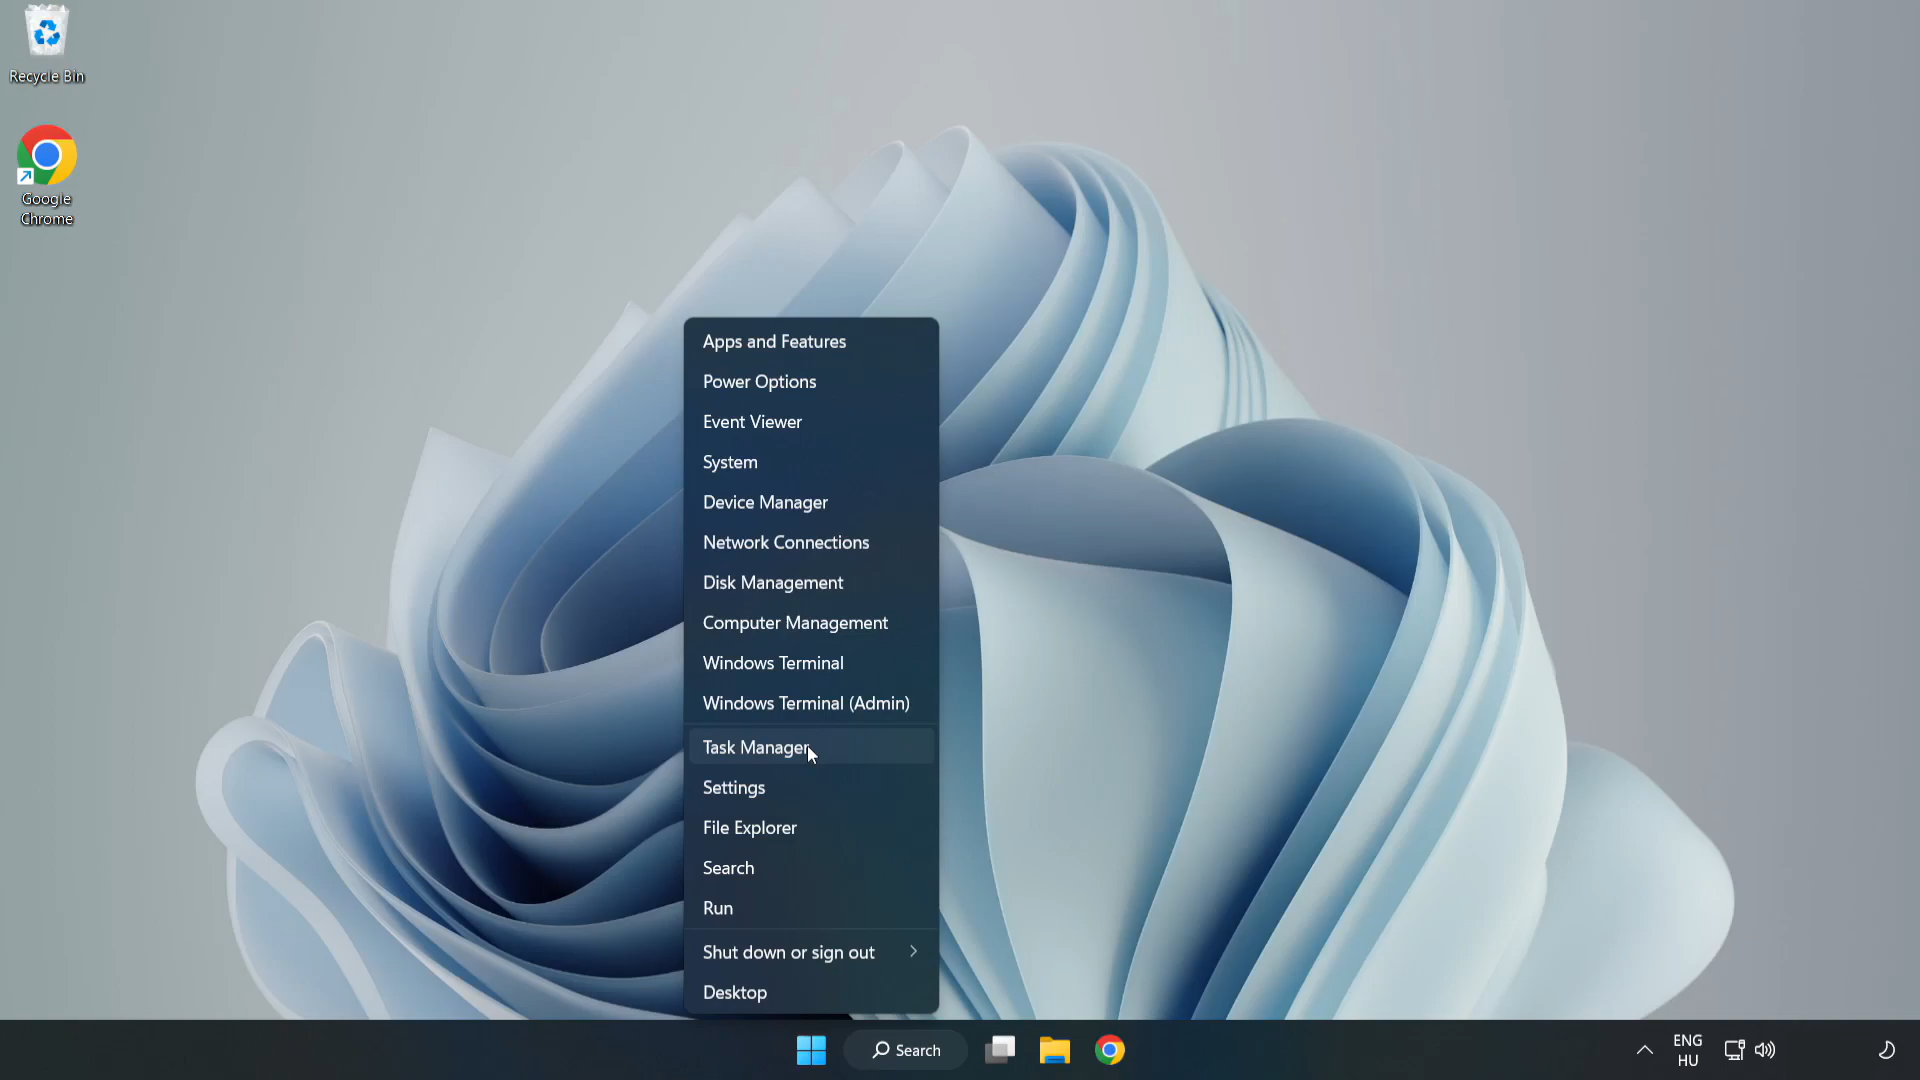 Recycle Bin
Google
Chrome
Apps and Features
Power Options
Event Viewer
System
Device Manager
Network Connections
Disk Management
Computer Management
Windows Terminal
Windows Terminal (Admin)
Task Manager
Settings
File Explorer
Search
Run
Shut down or sign out
Desktop
Search
ENG
HU